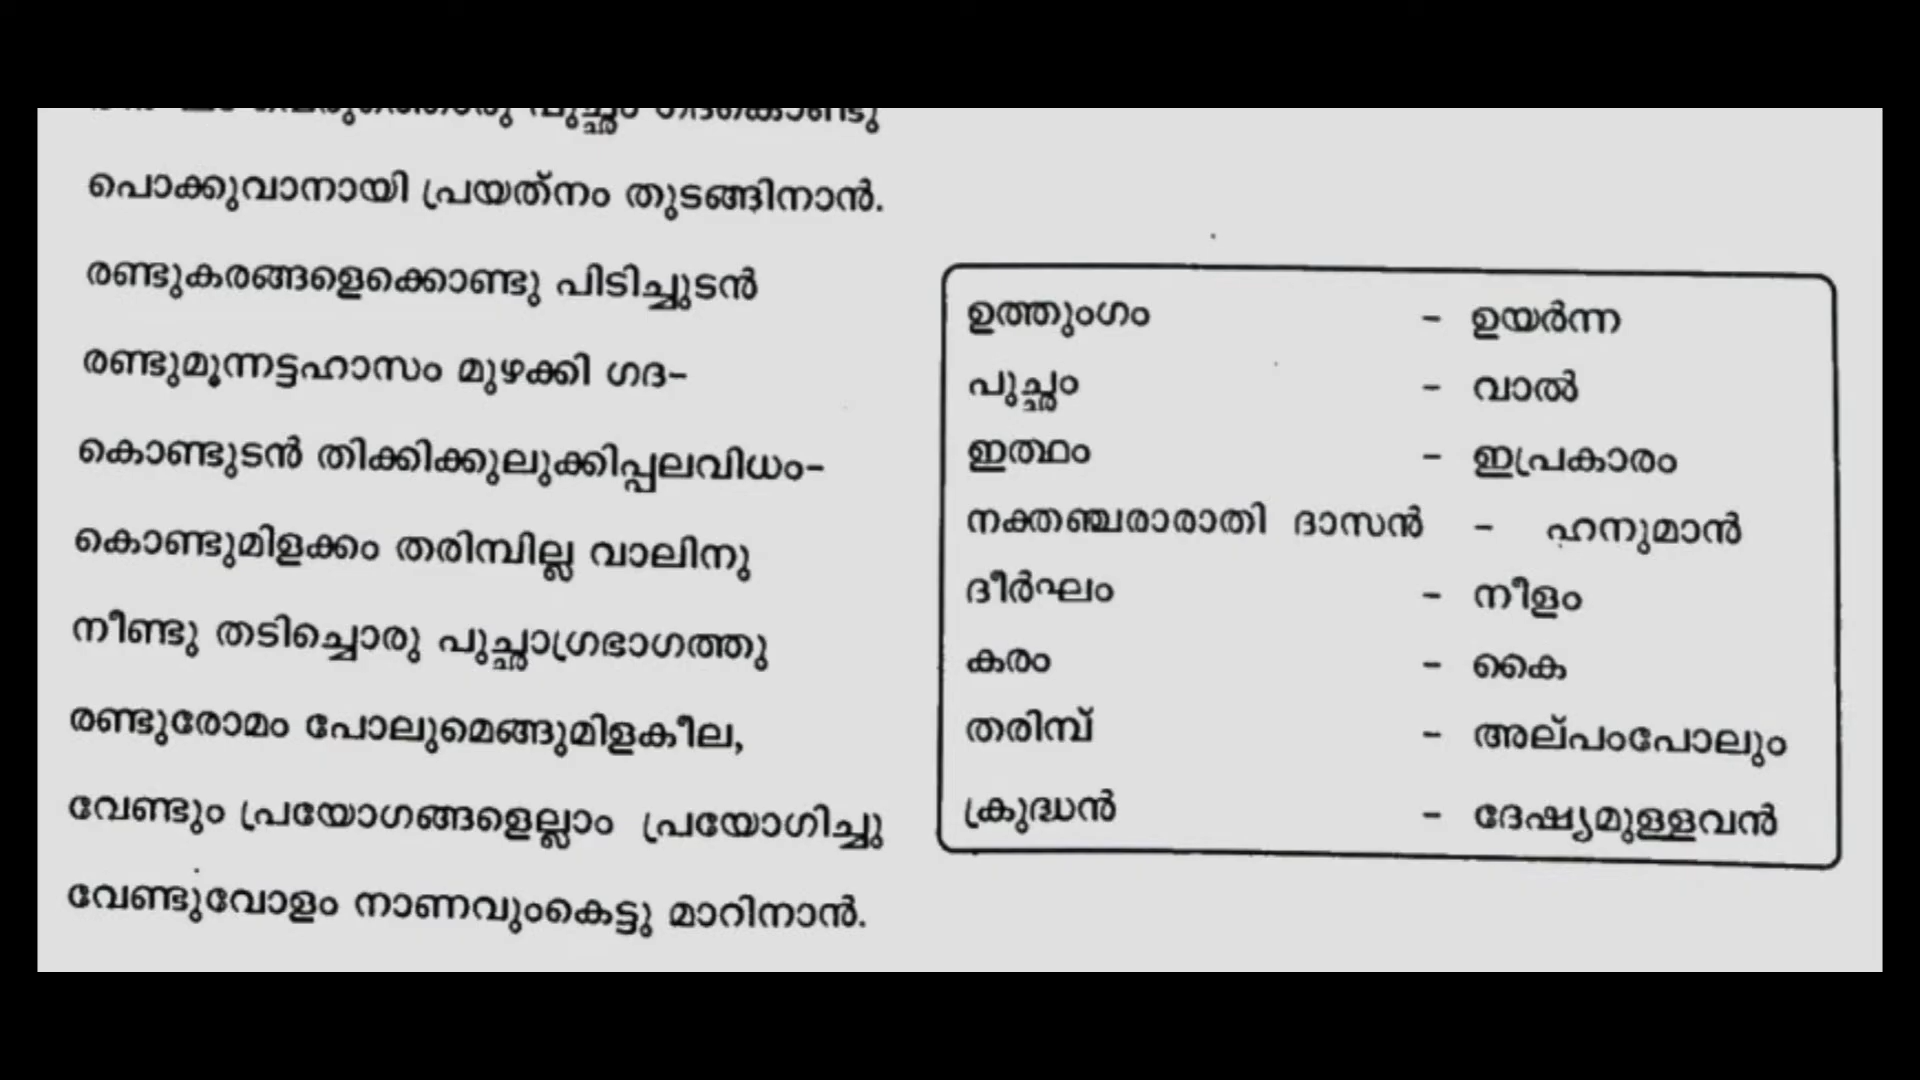 പെരുത്തൊരു പുച്ഛം ഗദകൊണ്ടു
പൊക്കുവാനായി പ്രയത്നം തുടങ്ങിനാൻ.
രണ്ടുകരങ്ങളെക്കൊണ്ടു പിടിച്ചുടൻ
രണ്ടുമൂന്നട്ടഹാസം മുഴക്കി ഗദ-
കൊണ്ടുടൻ തിക്കിക്കുലുക്കിപ്പലവിധം-
കൊണ്ടുമിളക്കം തരിമ്പില്ല വാലിനു
നീണ്ടു തടിച്ചൊരു പുച്ഛാഗ്രഭാഗത്തു
രണ്ടുരോമം പോലുമെങ്ങുമിളകീല,
വേണ്ടും പ്രയോഗങ്ങളെല്ലാം പ്രയോഗിച്ചു
വേണ്ടുവോളം നാണവുംകെട്ടു മാറിനാൻ.
ഉത്തുംഗം - ഉയർന്ന
പുച്ഛം - വാൽ
ഇത്ഥം - ഇപ്രകാരം
നക്തഞ്ചരാരാതി ദാസൻ - ഹനുമാൻ
ദീർഘം - നീളം
കരം - കൈ
തരിമ്പ് - അല്പംപോലും
ക്രുദ്ധൻ - ദേഷ്യമുള്ളവൻ